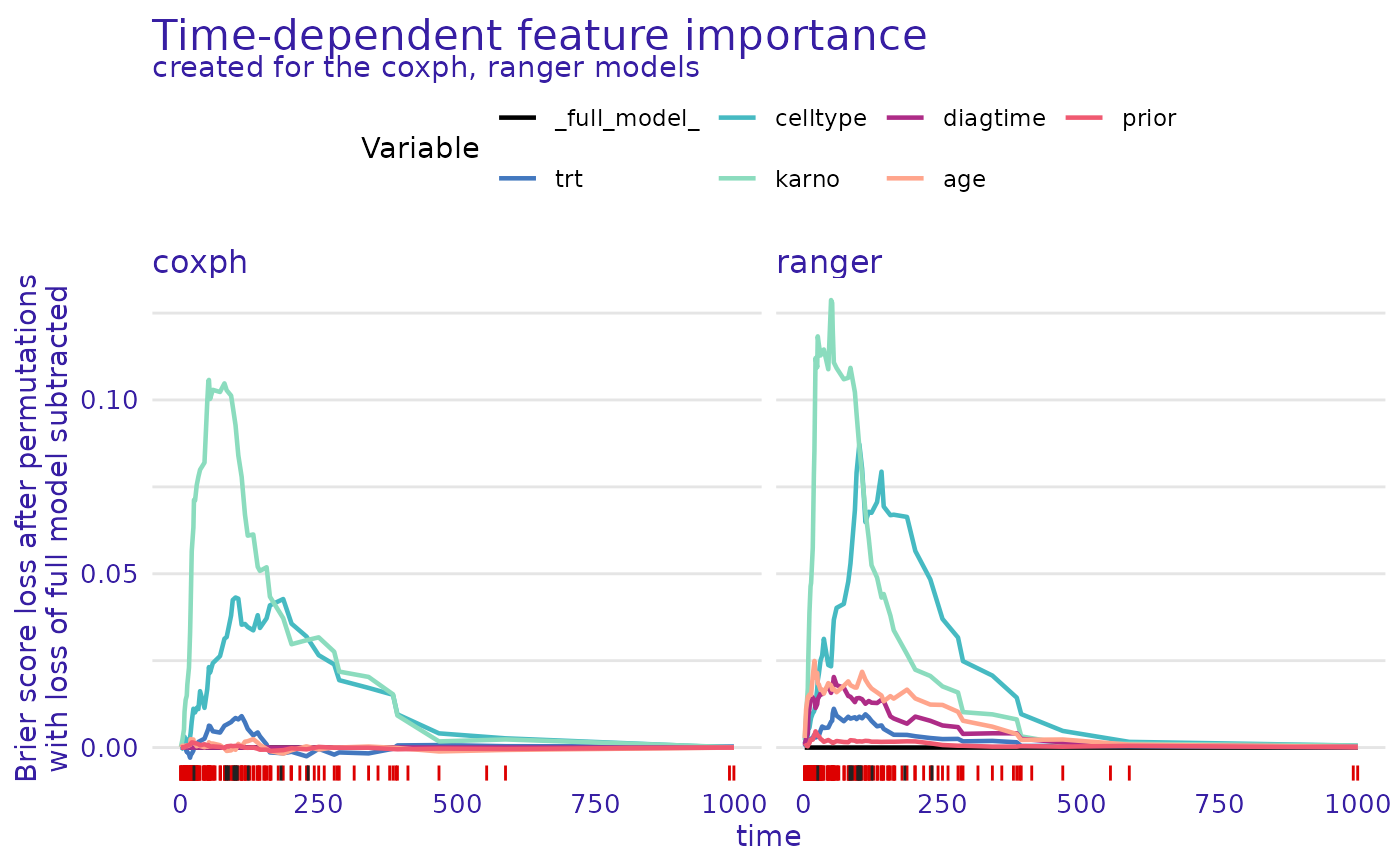 Time-dependent feature importance
created for the coxph, ranger models
Variable
_full_model_ celltype diagtime prior
trt karno age
coxph ranger
Brier score loss after permutations
with loss of full model subtracted
0.10
0.05
0.00
0 250 500 750 1000 0 250 500 750 1000
time